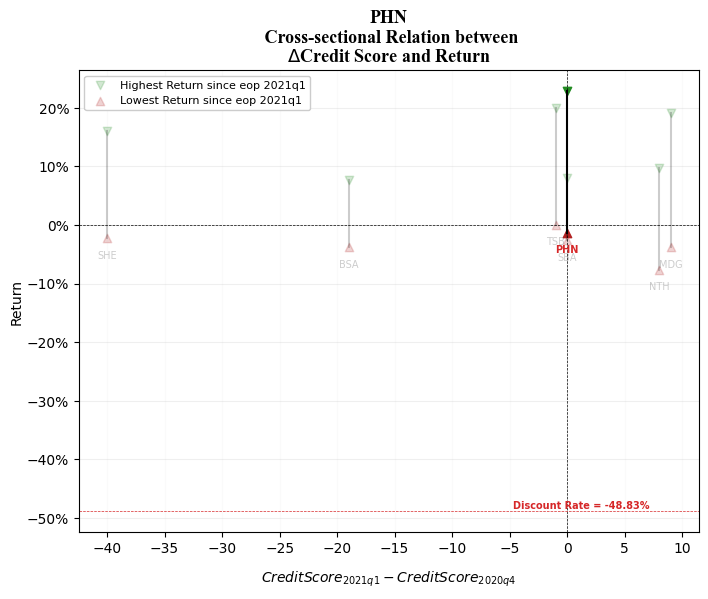 PHN
Cross-sectional Relation between
ΔCredit Score and Return
Highest Return since eop 2021q1
Lowest Return since eop 2021q1
20%
10%
0%
−10%
−20%
−30%
−40%
−50%
Return
SHE
BSA
PHN
NTH
MDG
Discount Rate = -48.83%
−40
−35
−30
−25
−20
−15
−10
−5
0
5
10
CreditScore2021q1 − CreditScore2020q4